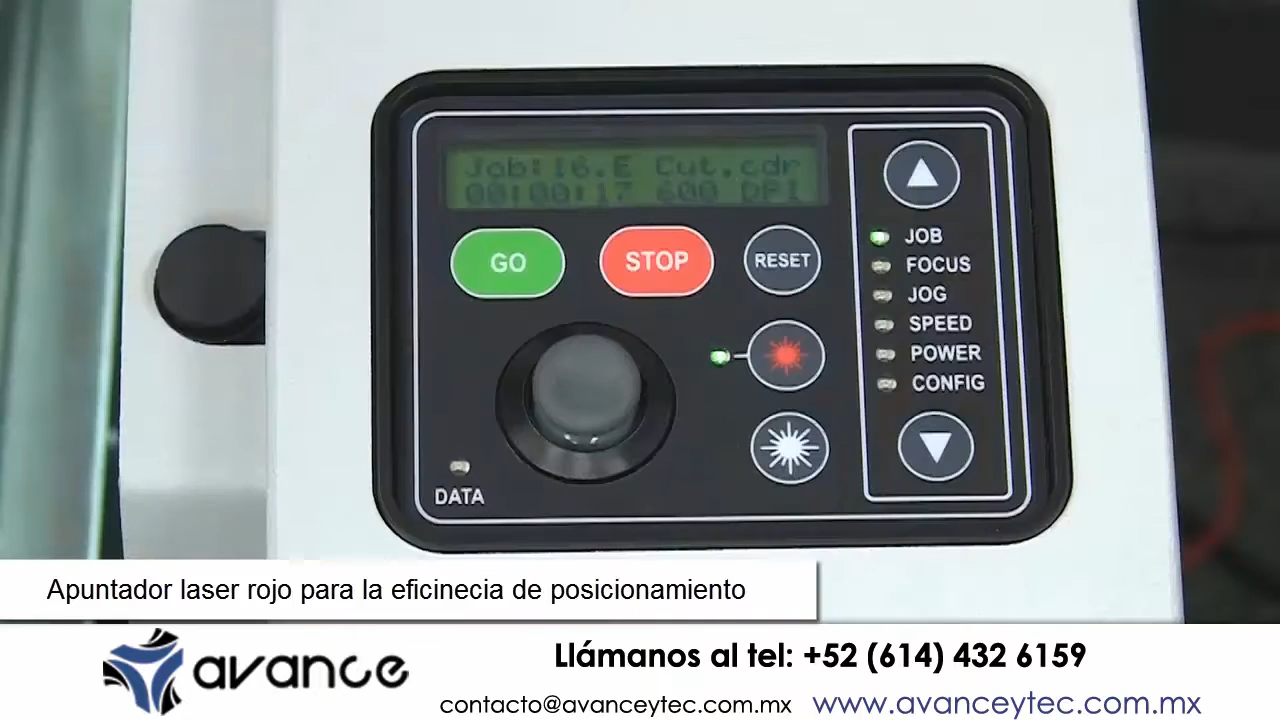 Job:16.E Cut.cdr
00:00:17 600 DPI
GO
STOP
RESET
JOB
FOCUS
JOG
SPEED
POWER
CONFIG
DATA
Apuntador laser rojo para la eficinecia de posicionamiento
avance
Llámanos al tel: +52 (614) 432 6159
contacto@avanceytec.com.mx
www.avanceytec.com.mx